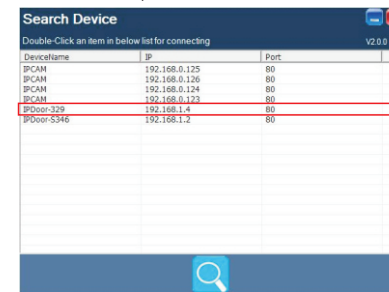 Search Device
Double-Click an item in below list for connecting V2.0.0
DeviceName IP Port
IPCAM 192.168.0.125 80
IPCAM 192.168.0.126 80
IPCAM 192.168.0.124 80
IPCAM 192.168.0.123 80
IPDoor-329 192.168.1.4 80
IPDoor-S346 192.168.1.2 80